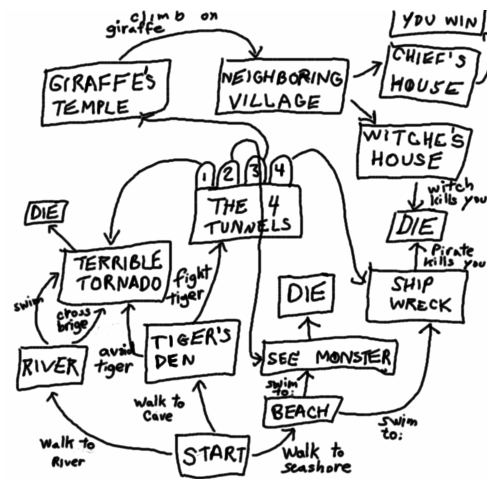 climb on
giraffe
YOU WIN
GIRAFFE'S
TEMPLE
NEIGHBORING
VILLAGE
CHIEF'S
HOUSE
WITCHE'S
HOUSE
1 2 3 4
THE 4
TUNNELS
witch
kills you
DIE
DIE
Pirate
kills you
TERRIBLE
TORNADO
fight
tiger
DIE
SHIP
WRECK
swim
cross
brige
RIVER
avoid
tiger
TIGER'S
DEN
SEE MONSTER
swim
to:
BEACH
Walk to
Cave
swim
to:
Walk to
River
START
Walk to
seashore